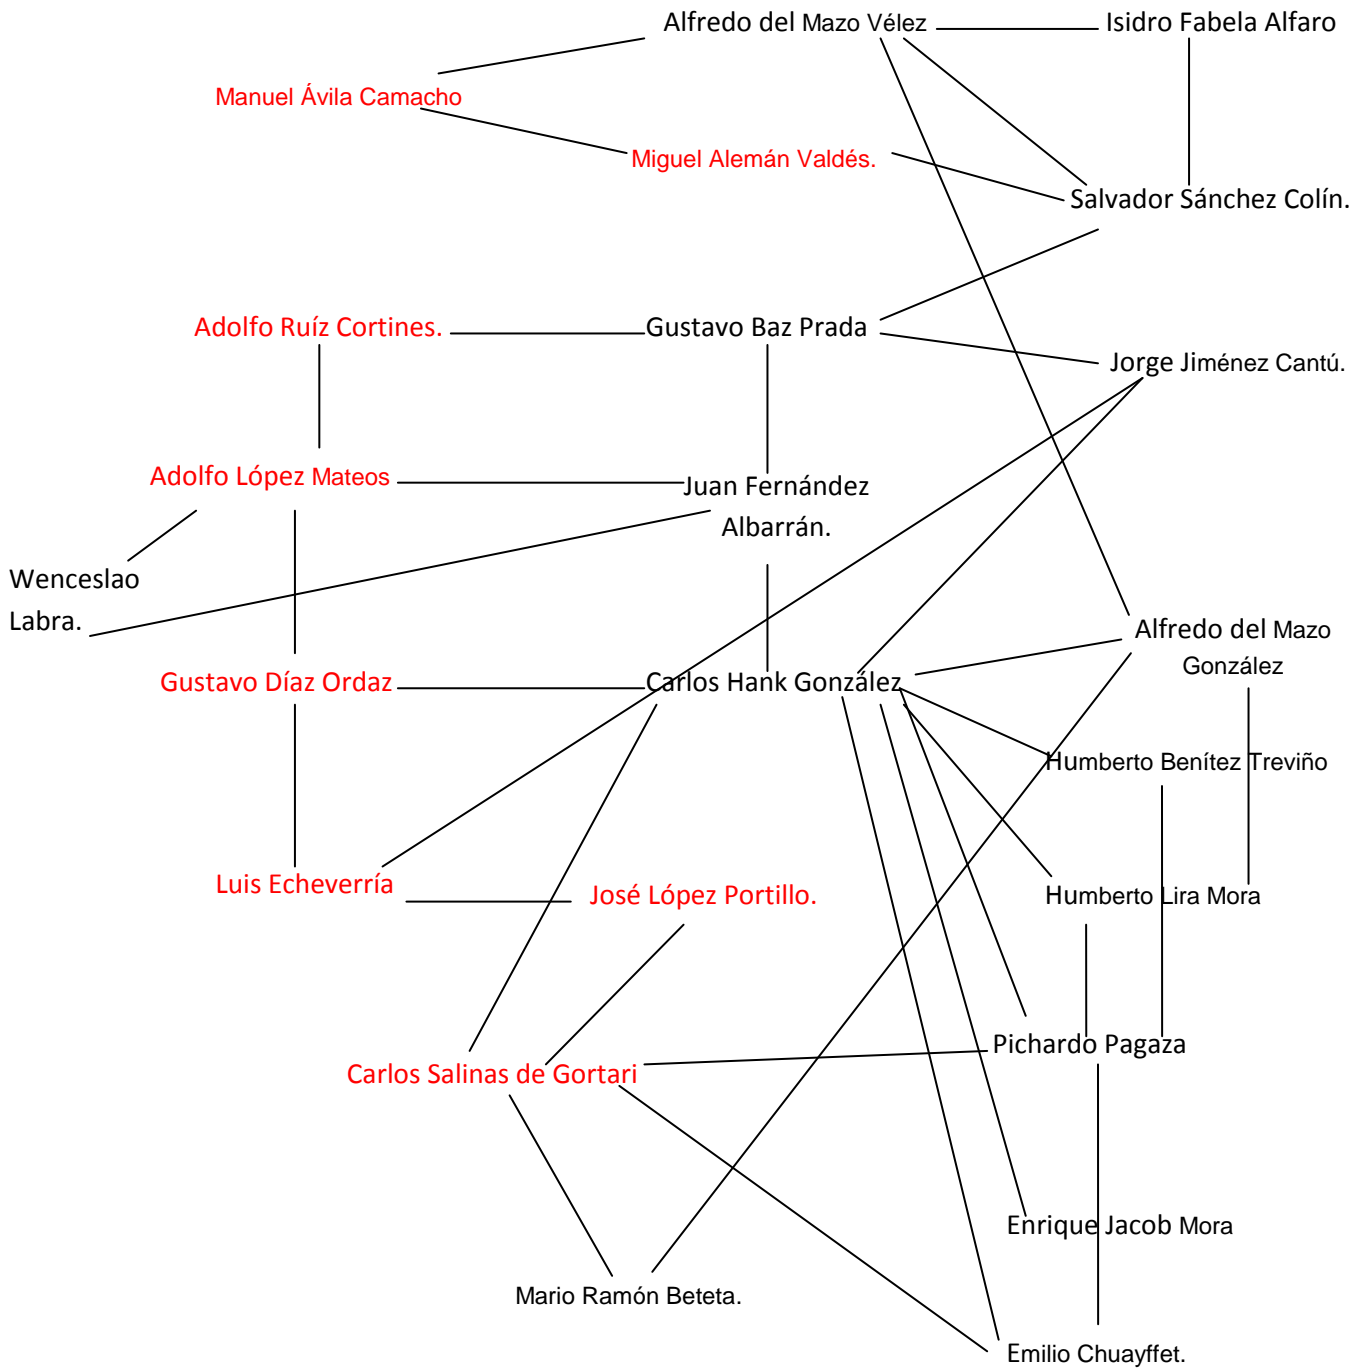 Alfredo del Mazo Vélez
Isidro Fabela Alfaro
Manuel Ávila Camacho
Miguel Alemán Valdés.
Salvador Sánchez Colín.
Adolfo Ruíz Cortines.
Gustavo Baz Prada
Jorge Jiménez Cantú.
Adolfo López Mateos
Juan Fernández
Albarrán.
Wenceslao
Labra.
Alfredo del Mazo
González
Gustavo Díaz Ordaz
Carlos Hank González
Humberto Benítez Treviño
Luis Echeverría
José López Portillo.
Humberto Lira Mora
Pichardo Pagaza
Carlos Salinas de Gortari
Enrique Jacob Mora
Mario Ramón Beteta.
Emilio Chuayffet.